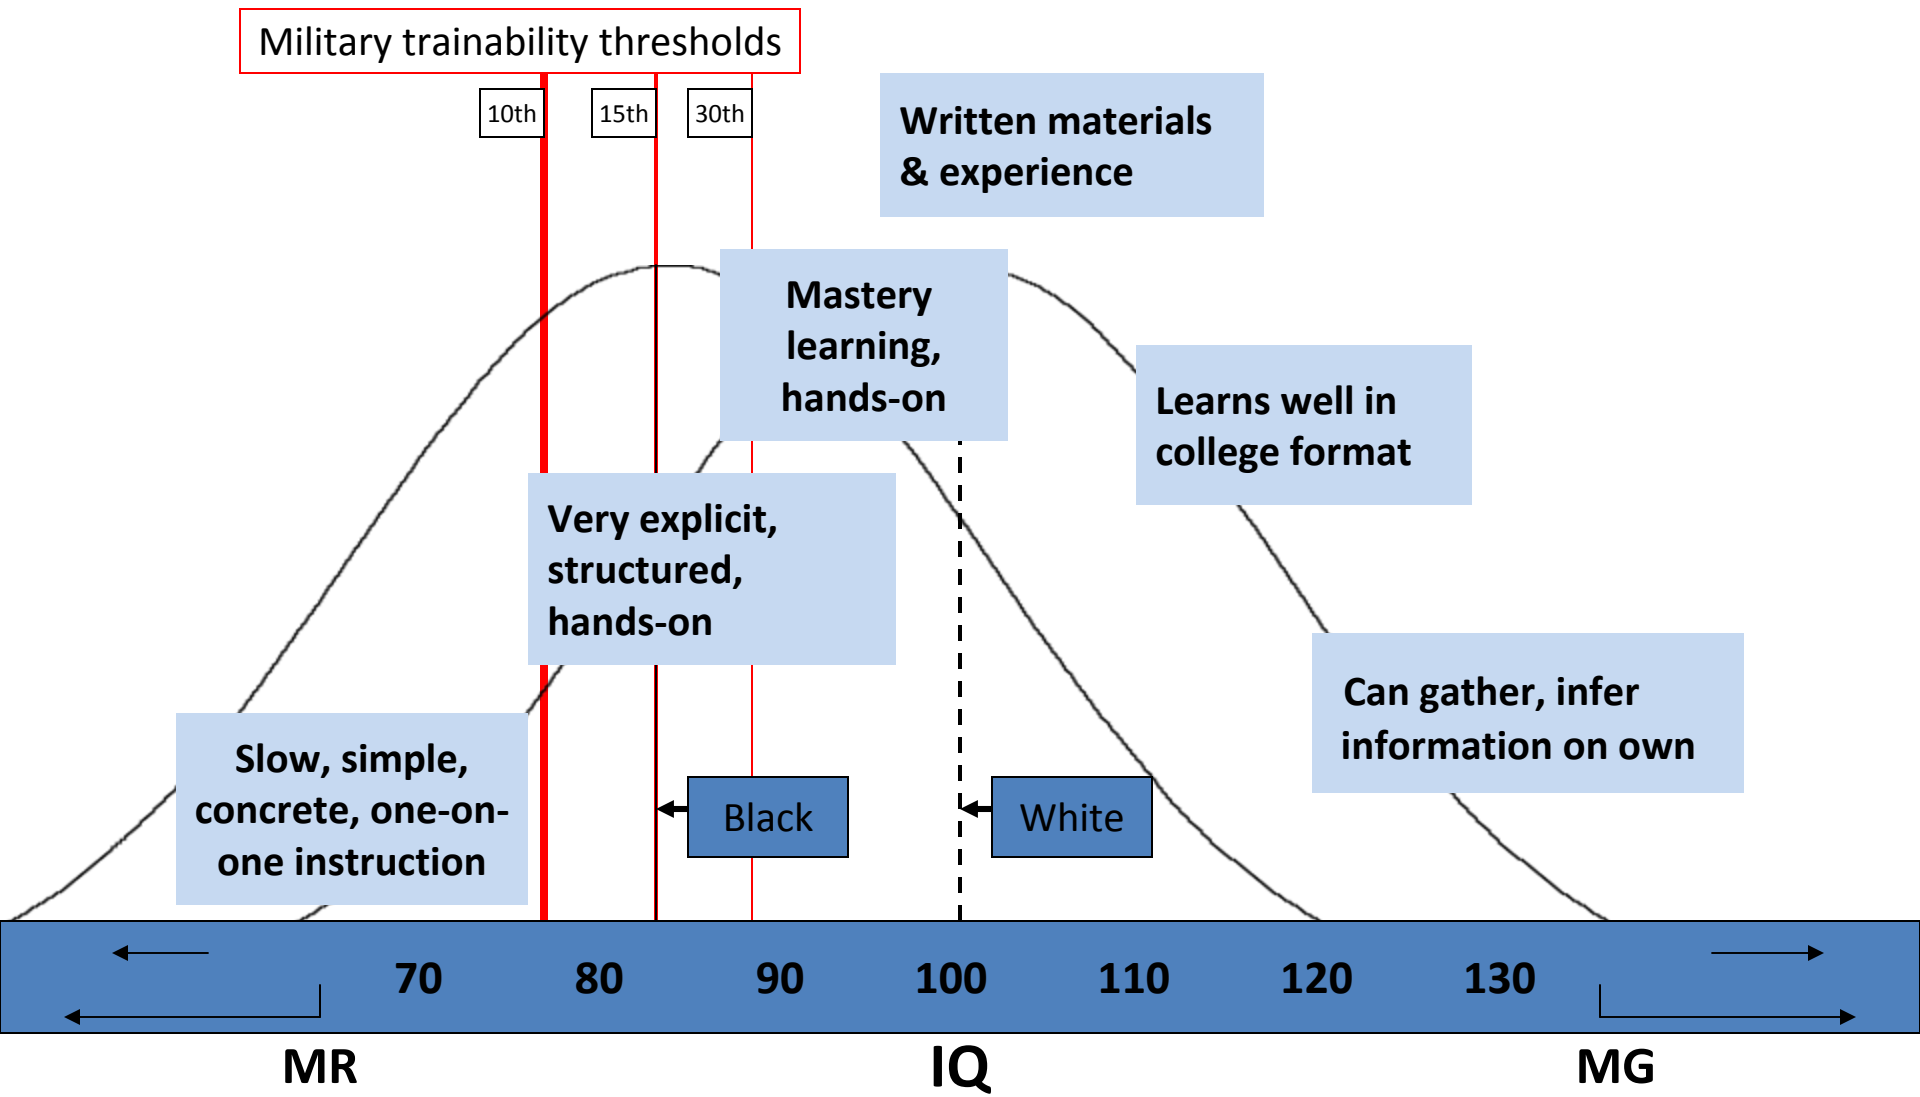 Military trainability thresholds
10th
15th
30th
Written materials
& experience
Mastery
learning,
hands-on
Learns well in
college format
Very explicit,
structured,
hands-on
Can gather, infer
information on own
Slow, simple,
concrete, one-on-
one instruction
Black
White
70
80
90
100
110
120
130
MR
IQ
MG